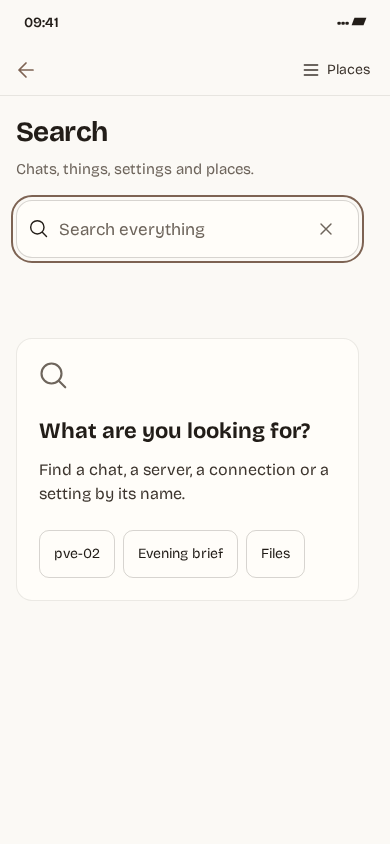 09:41
Places
Search
Chats, things, settings and places.
Search everything
What are you looking for?
Find a chat, a server, a connection or a
setting by its name.
pve-02
Evening brief
Files